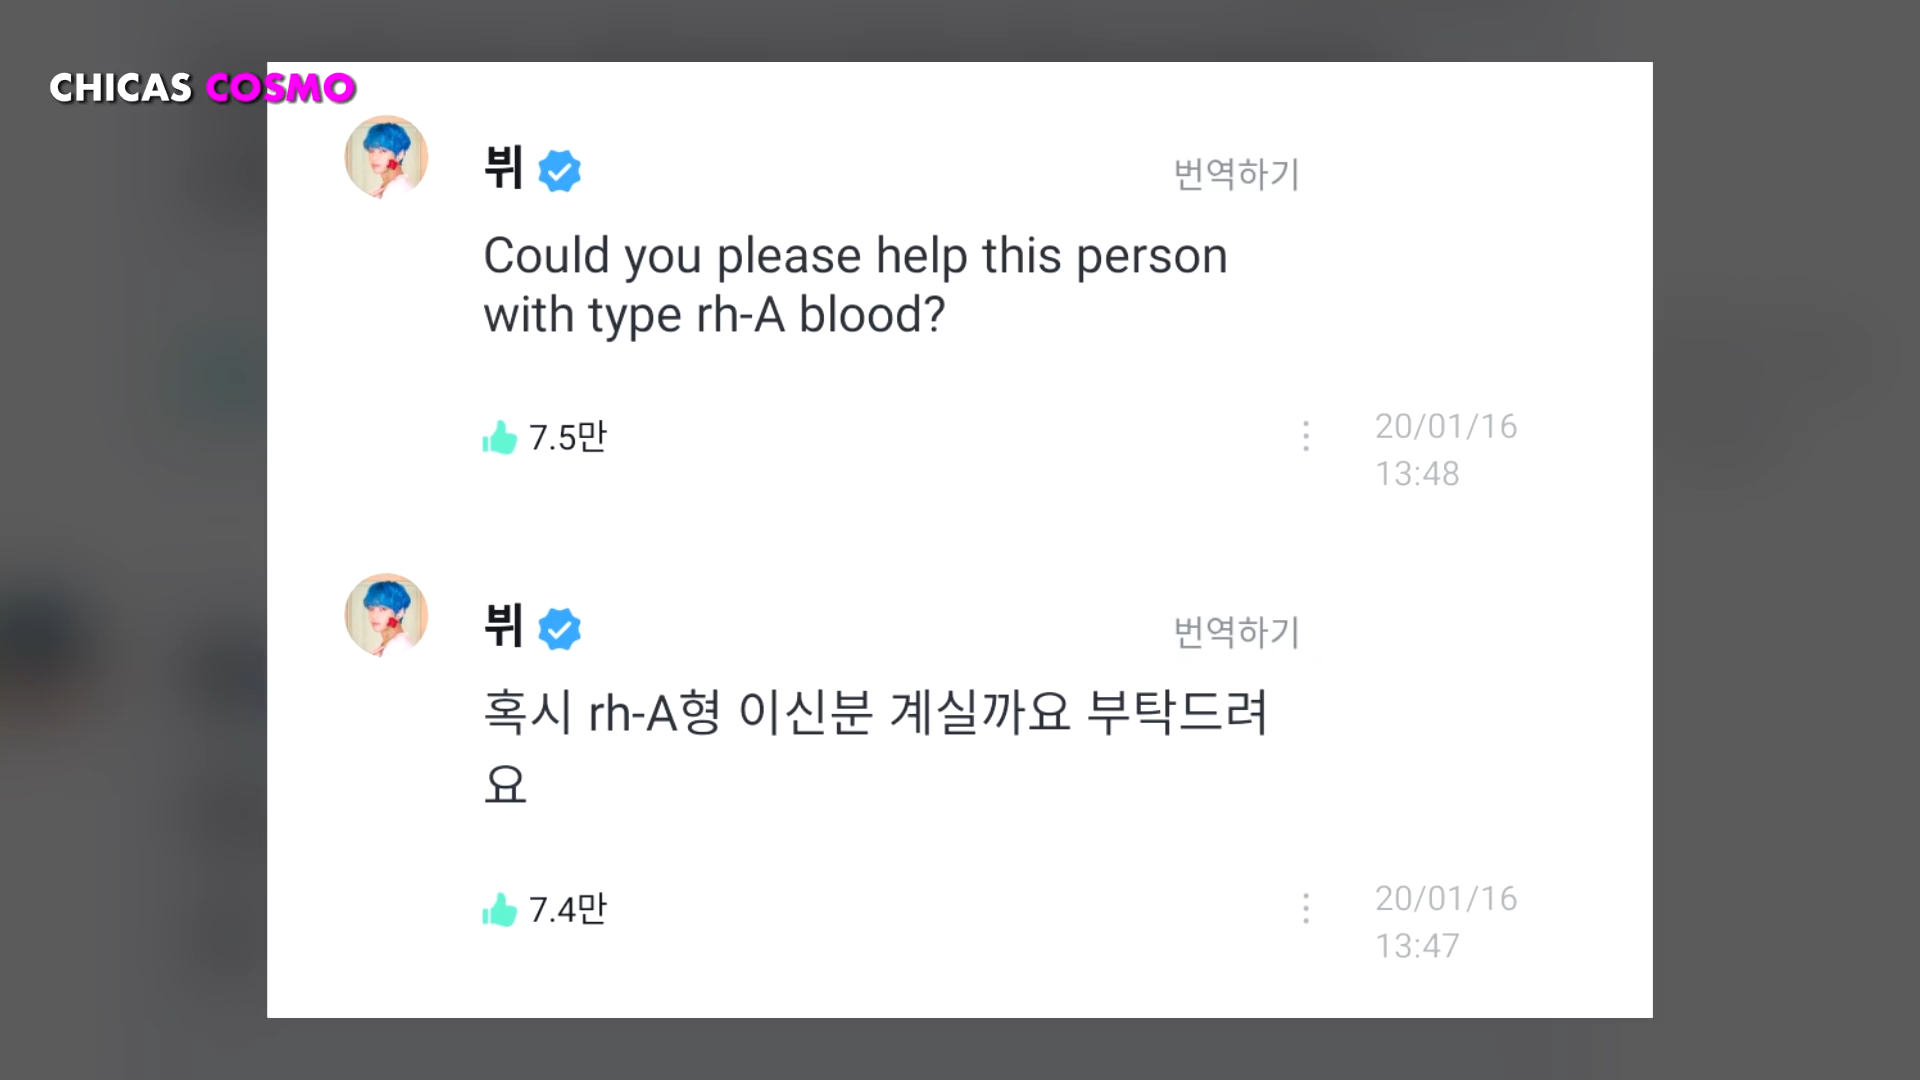 CHICAS COSMO
뷔
번역하기
Could you please help this person
with type rh-A blood?
7.5만
20/01/16
13:48
뷔
번역하기
혹시 rh-A형 이신분 계실까요 부탁드려
요
7.4만
20/01/16
13:47